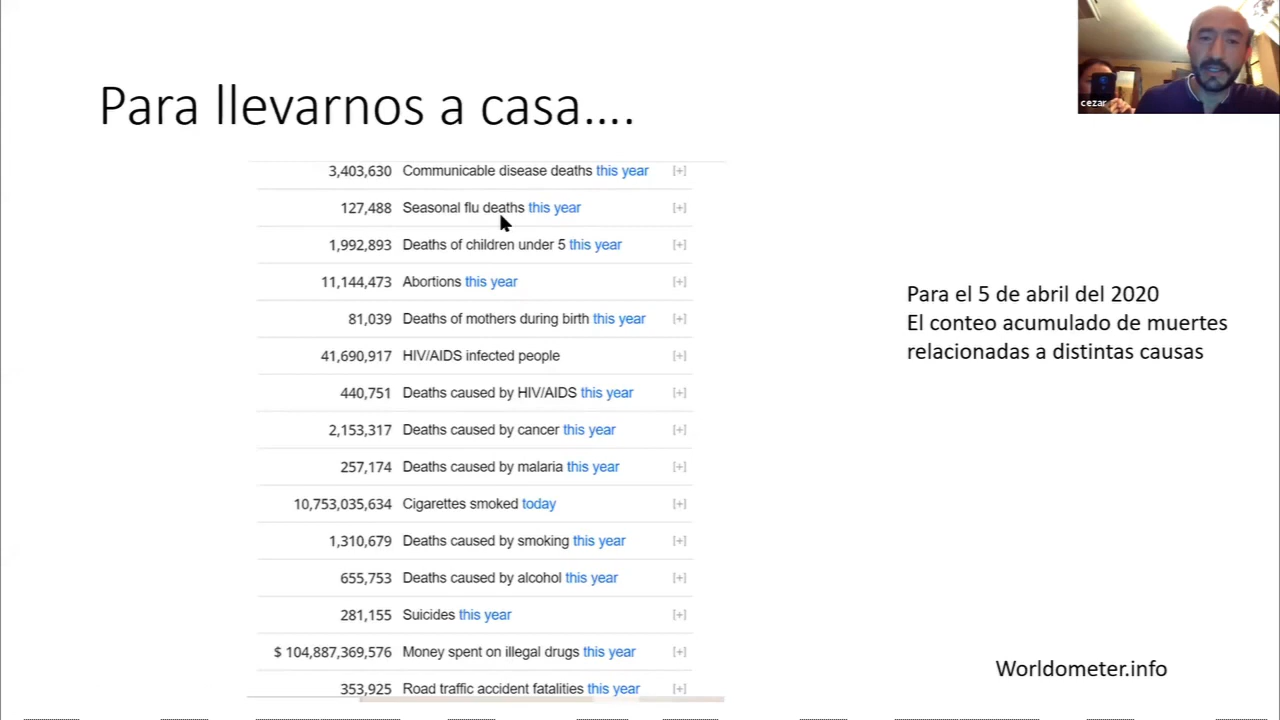 Para llevarnos a casa....
cezar
3,403,630 Communicable disease deaths this year [+]
127,488 Seasonal flu deaths this year [+]
1,992,893 Deaths of children under 5 this year [+]
11,144,473 Abortions this year [+]
81,039 Deaths of mothers during birth this year [+]
41,690,917 HIV/AIDS infected people [+]
440,751 Deaths caused by HIV/AIDS this year [+]
2,153,317 Deaths caused by cancer this year [+]
257,174 Deaths caused by malaria this year [+]
10,753,035,634 Cigarettes smoked today [+]
1,310,679 Deaths caused by smoking this year [+]
655,753 Deaths caused by alcohol this year [+]
281,155 Suicides this year [+]
$ 104,887,369,576 Money spent on illegal drugs this year [+]
353,925 Road traffic accident fatalities this year [+]
Para el 5 de abril del 2020
El conteo acumulado de muertes
relacionadas a distintas causas
Worldometer.info